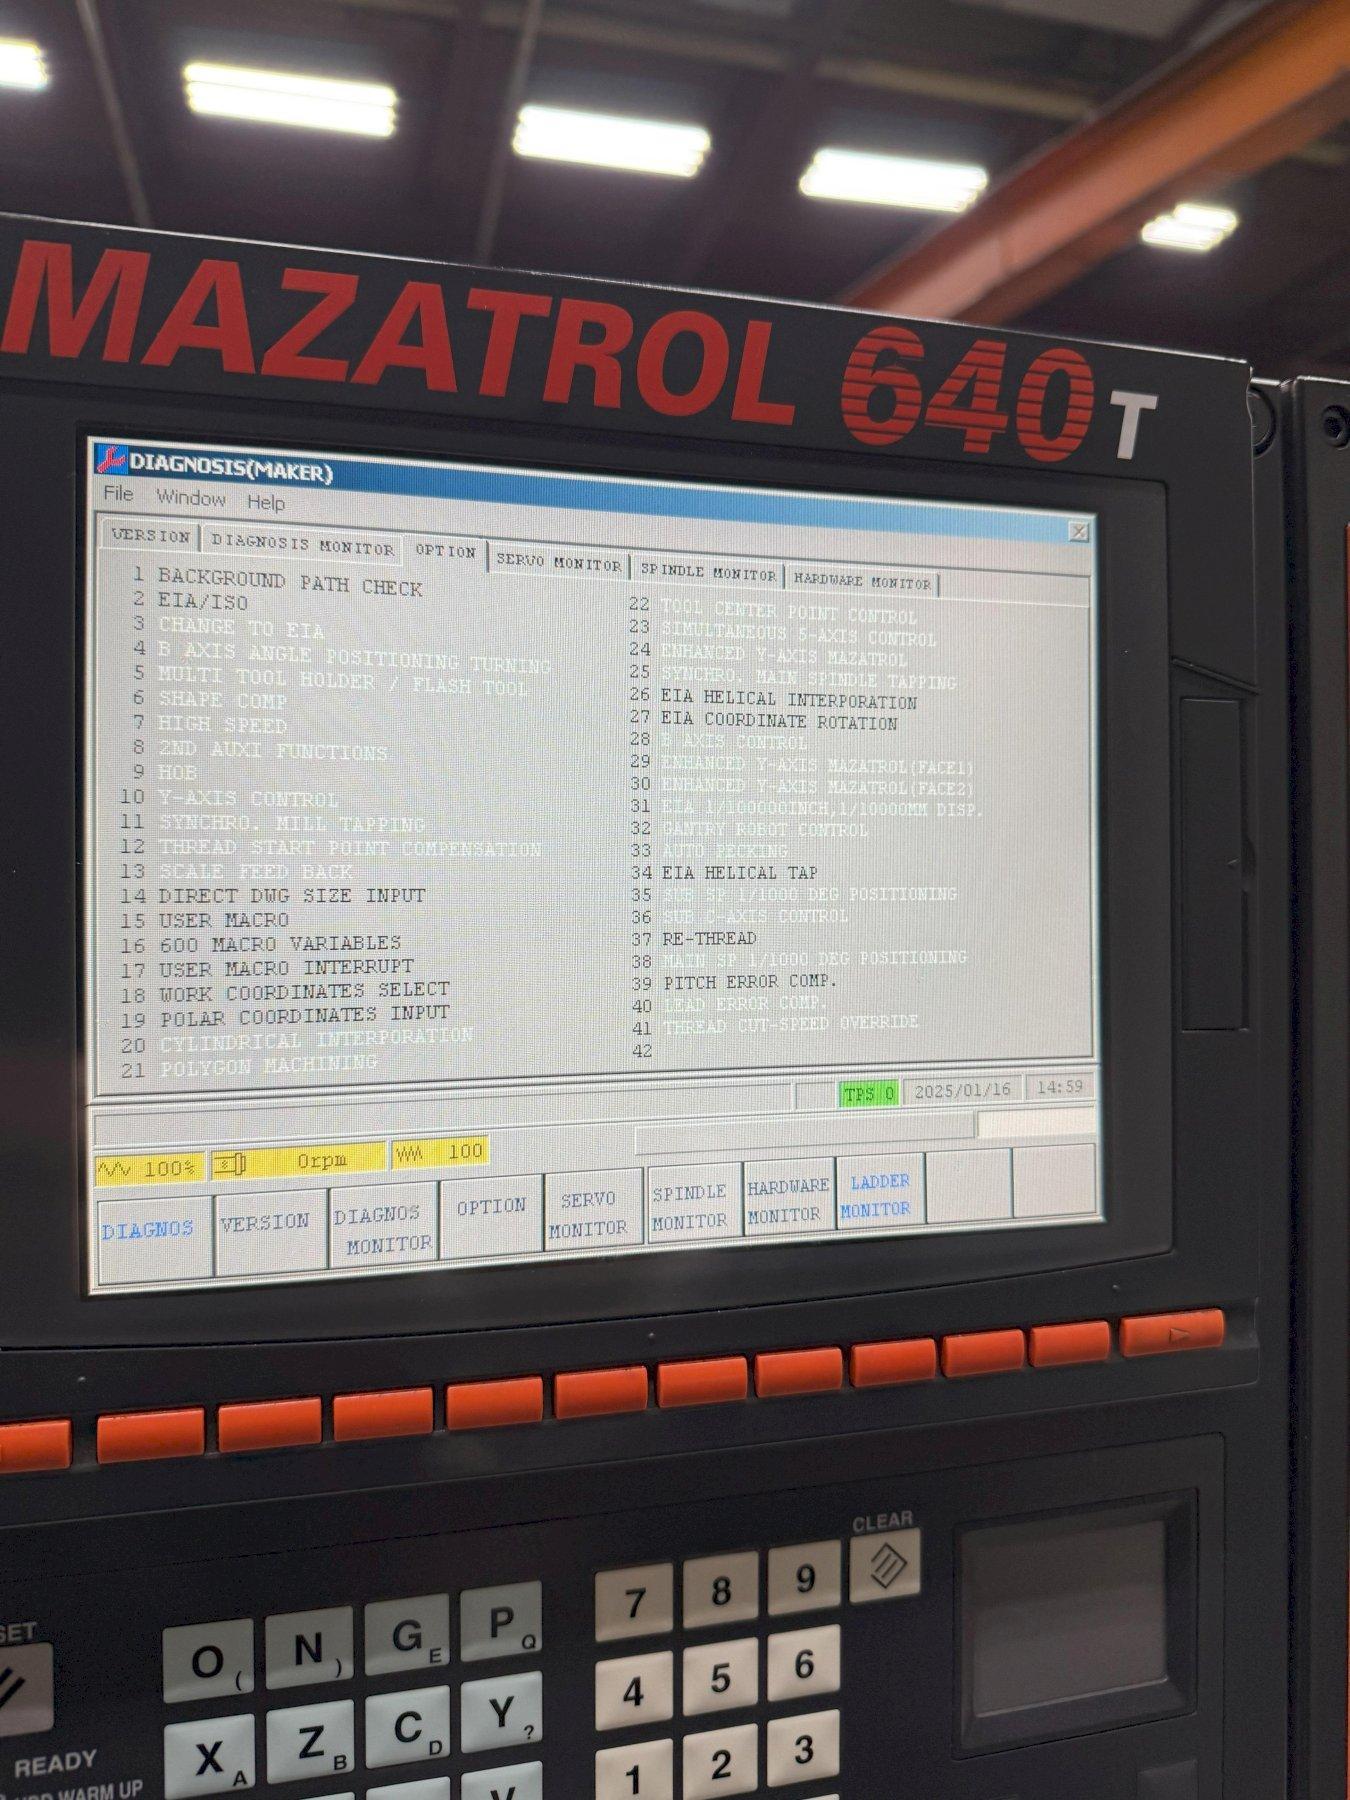 MAZATROL 640T
DIAGNOSIS(MAKER)
File Window Help
VERSION DIAGNOSIS MONITOR OPTION SERVO MONITOR SPINDLE MONITOR HARDWARE MONITOR
1 BACKGROUND PATH CHECK
2 EIA/ISO
3 CHANGE TO EIA
4 B AXIS ANGLE POSITIONING TURNING
5 MULTI TOOL HOLDER / FLASH TOOL
6 SHAPE COMP
7 HIGH SPEED
8 2ND AUXI FUNCTIONS
9 HOB
10 Y-AXIS CONTROL
11 SYNCHRO. MILL TAPPING
12 THREAD START POINT COMPENSATION
13 SCALE FEED BACK
14 DIRECT DWG SIZE INPUT
15 USER MACRO
16 600 MACRO VARIABLES
17 USER MACRO INTERRUPT
18 WORK COORDINATES SELECT
19 POLAR COORDINATES INPUT
20 CYLINDRICAL INTERPORATION
21 POLYGON MACHINING
22 TOOL CENTER POINT CONTROL
23 SIMULTANEOUS 5-AXIS CONTROL
24 ENHANCED Y-AXIS MAZATROL
25 SYNCHRO. MAIN SPINDLE TAPPING
26 EIA HELICAL INTERPORATION
27 EIA COORDINATE ROTATION
28 B AXIS CONTROL
29 ENHANCED Y-AXIS MAZATROL(FACE1)
30 ENHANCED Y-AXIS MAZATROL(FACE2)
31 EIA 1/100000INCH,1/10000MM DISP.
32 GANTRY ROBOT CONTROL
33 AUTO PECKING
34 EIA HELICAL TAP
35 SUB SP 1/1000 DEG POSITIONING
36 SUB C-AXIS CONTROL
37 RE-THREAD
38 MAIN SP 1/1000 DEG POSITIONING
39 PITCH ERROR COMP.
40 LEAD ERROR COMP.
41 THREAD CUT-SPEED OVERRIDE
42
TPS 0 2025/01/16 14:59
100% 0rpm 100
DIAGNOS VERSION DIAGNOS MONITOR OPTION SERVO MONITOR SPINDLE MONITOR HARDWARE MONITOR LADDER MONITOR
CLEAR
7 8 9
O ( N ) G E P Q
4 5 6
X A Z B C D Y ?
1 2 3
READY
WARM UP